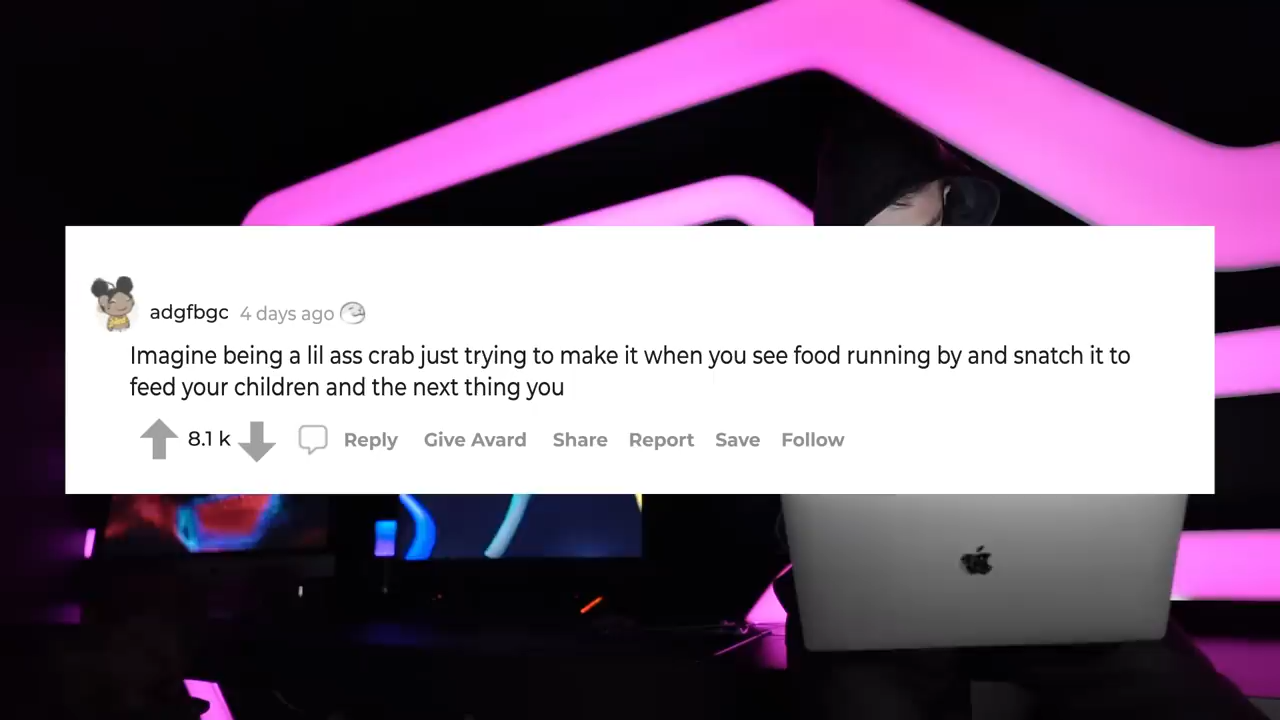 adgfbgc 4 days ago
Imagine being a lil ass crab just trying to make it when you see food running by and snatch it to
feed your children and the next thing you
8.1 k Reply Give Avard Share Report Save Follow